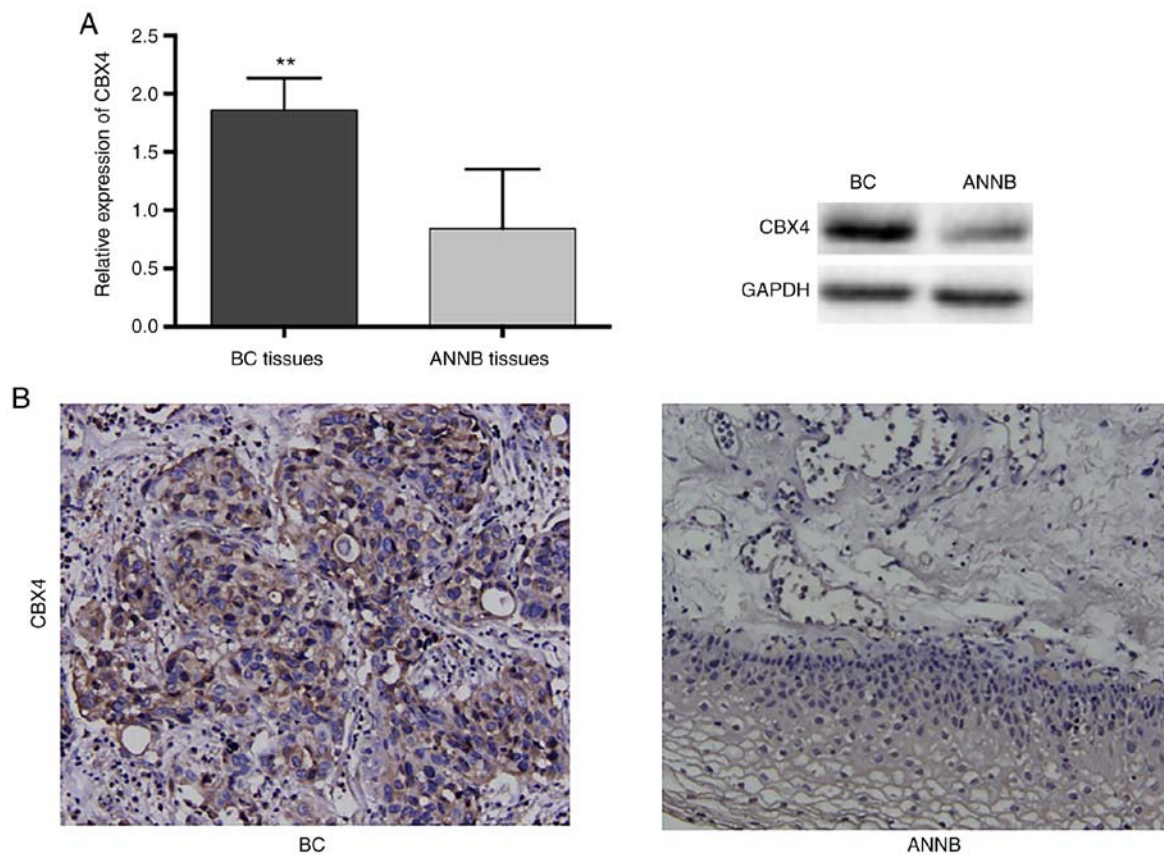 A
Relative expression of CBX4
2.5
2.0
1.5
1.0
0.5
0.0
**
BC tissues
ANNB tissues
BC
ANNB
CBX4
GAPDH
B
CBX4
BC
ANNB